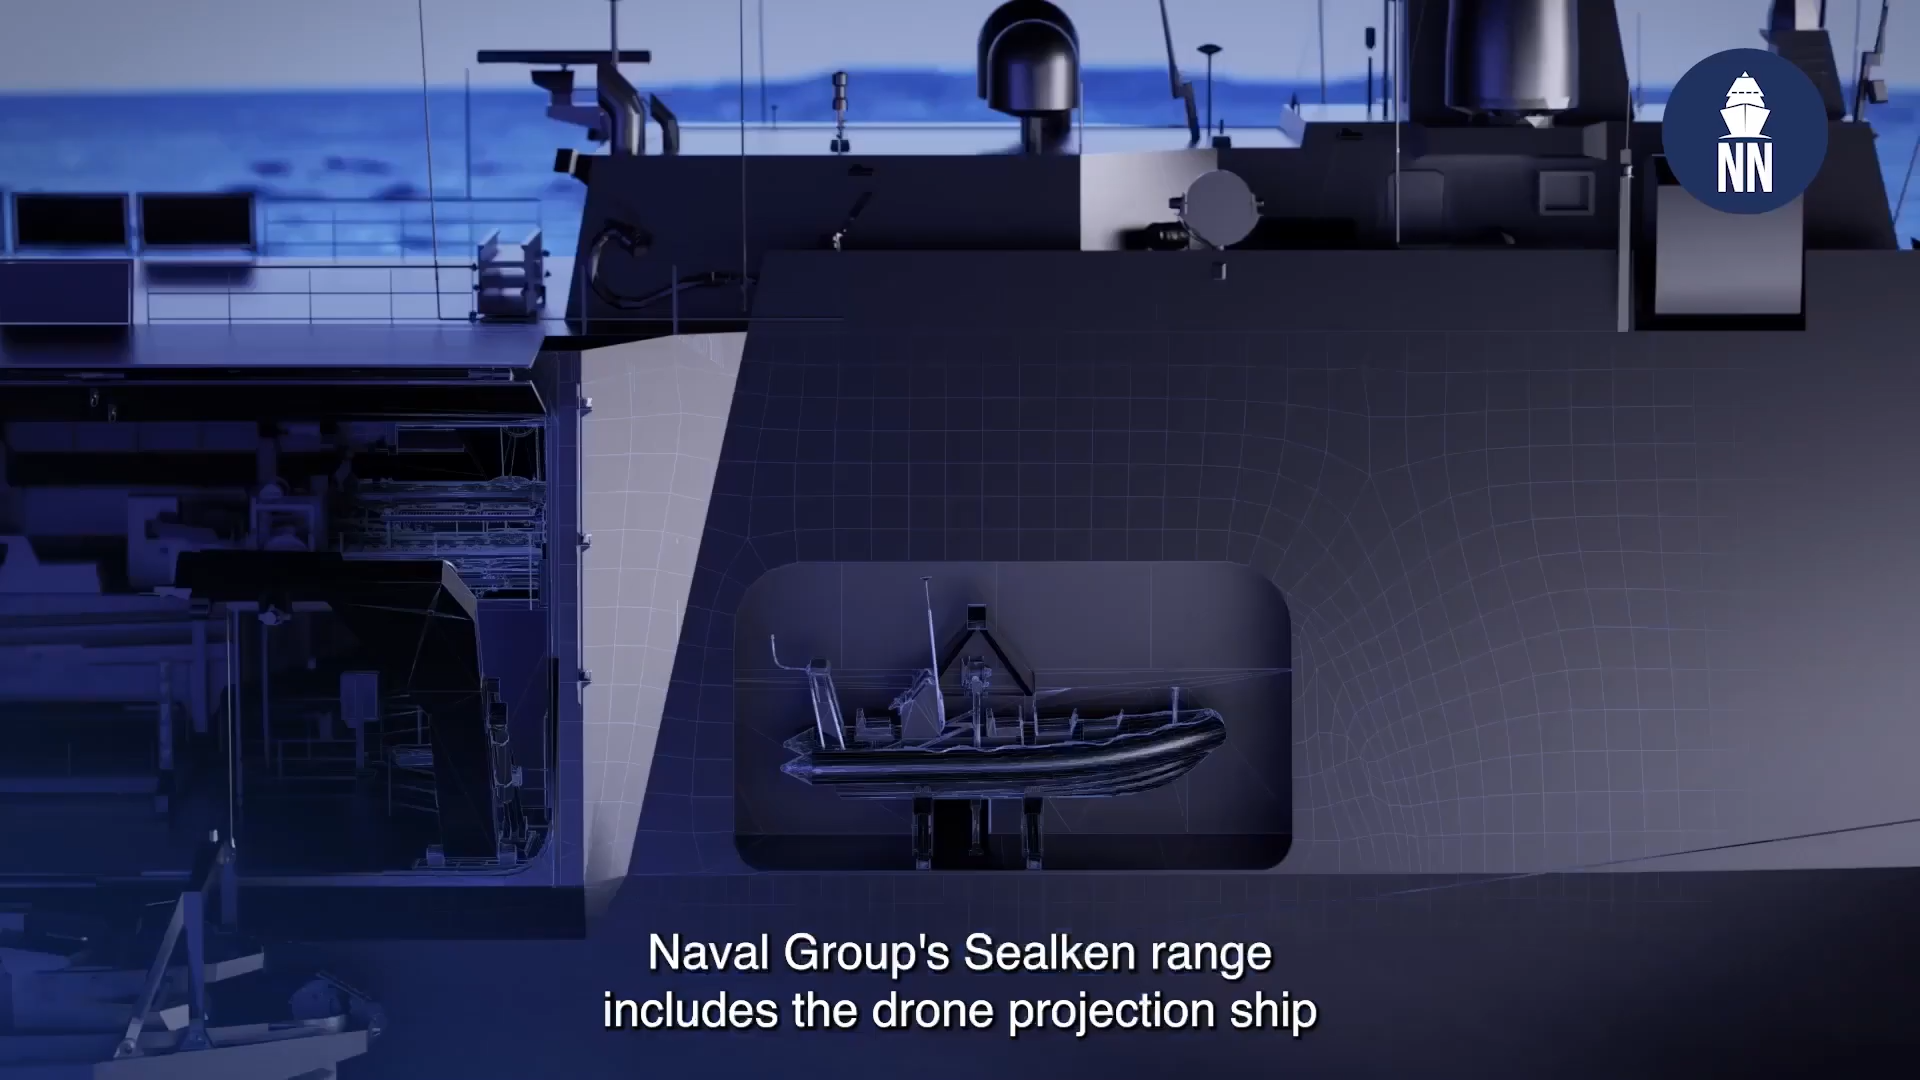 NN
Naval Group's Sealken range
includes the drone projection ship